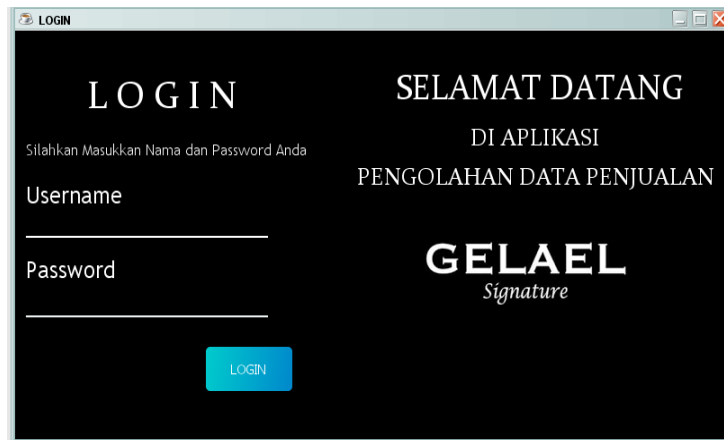 LOGIN
LOGIN
Silahkan Masukkan Nama dan Password Anda
Username
Password
LOGIN
SELAMAT DATANG
DI APLIKASI
PENGOLAHAN DATA PENJUALAN
GELAEL
Signature